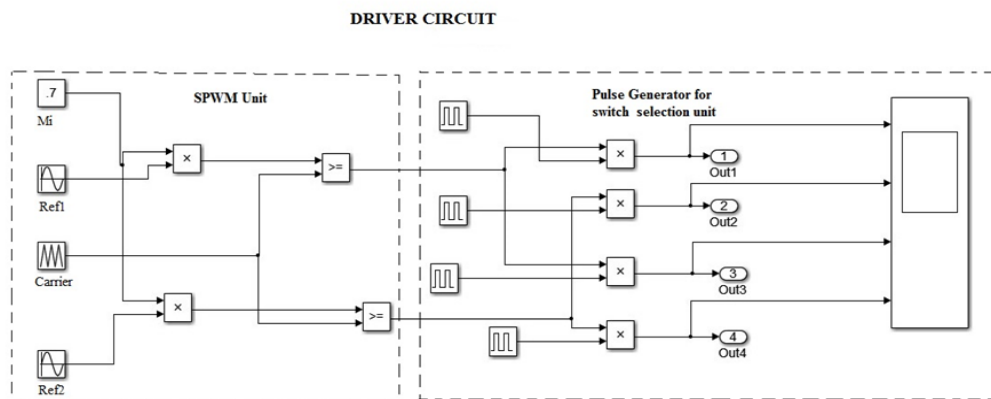 DRIVER CIRCUIT
SPWM Unit
.7
Mi
×
>=
Ref1
Carrier
×
>=
Ref2
Pulse Generator for
switch selection unit
×
1
Out1
×
2
Out2
×
3
Out3
×
4
Out4